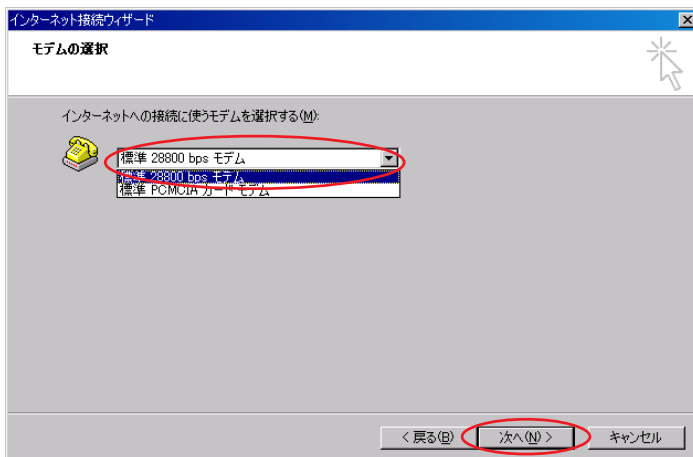 インターネット接続ウィザード
モデムの選択
インターネットへの接続に使うモデムを選択する(M):
標準 28800 bps モデム
標準 28800 bps モデム
標準 PCMCIA カード モデム
< 戻る(B)
次へ(N) >
キャンセル